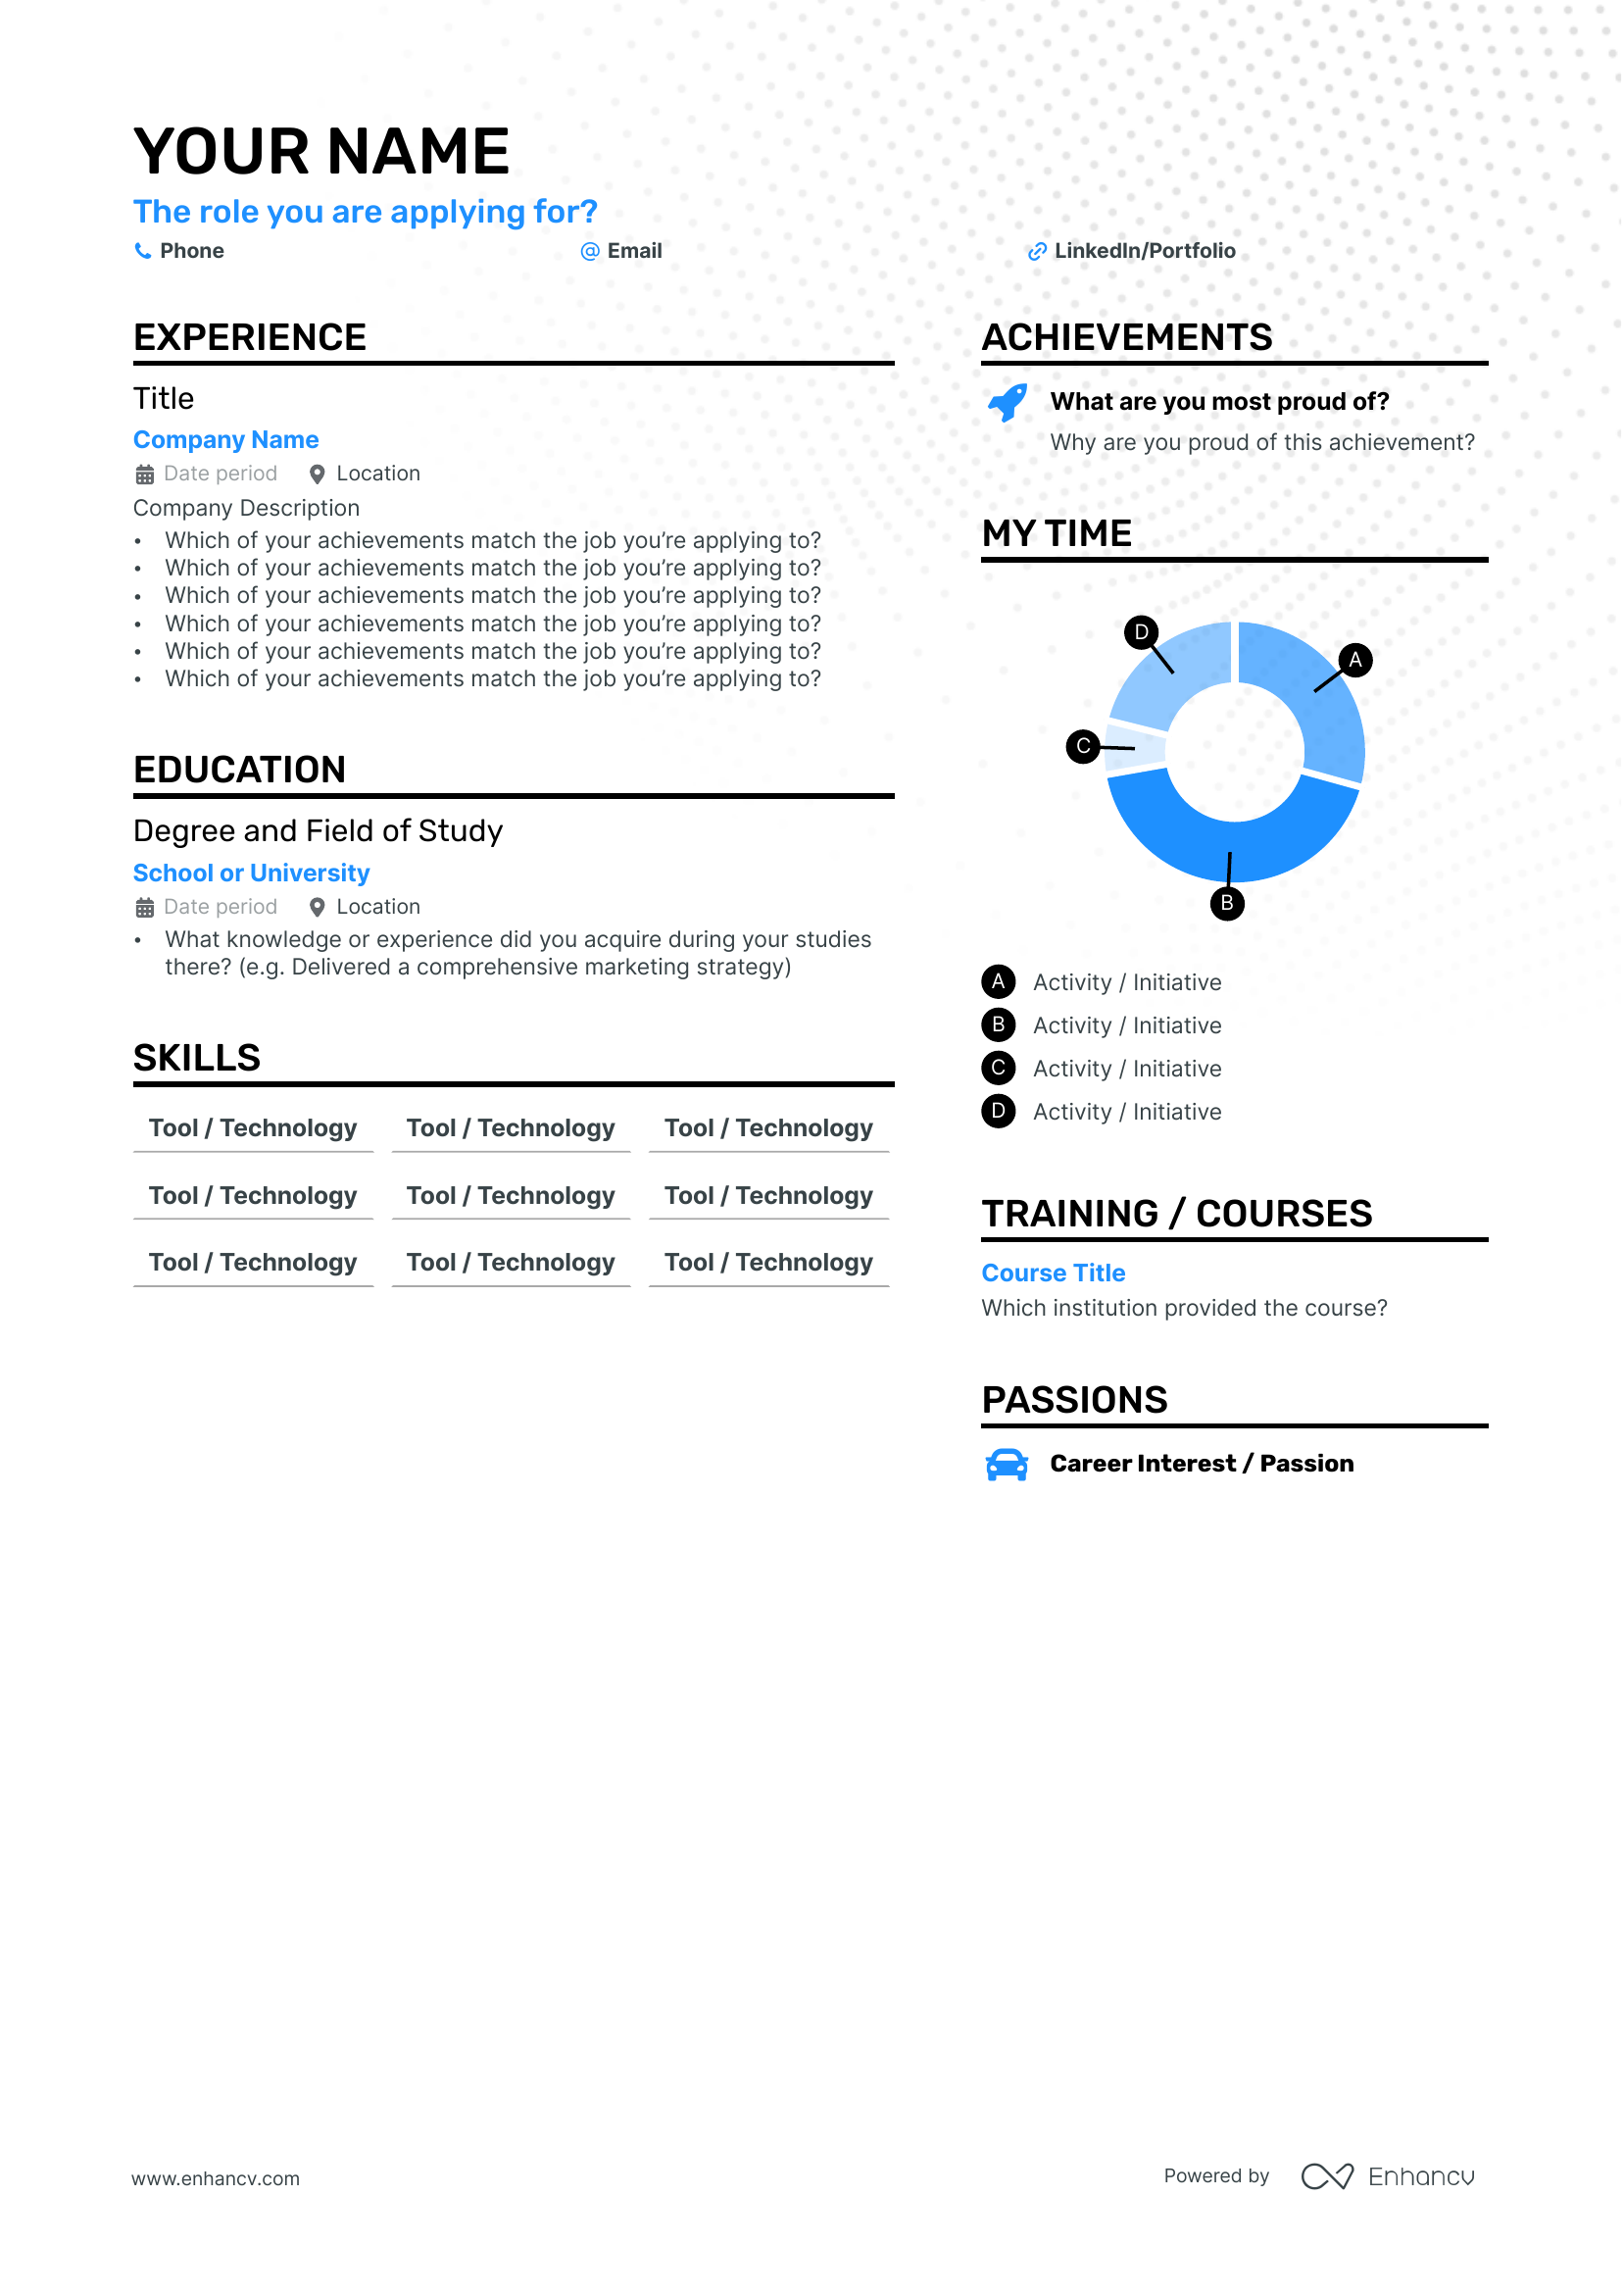 YOUR NAME
The role you are applying for?
Phone
Email
LinkedIn/Portfolio
EXPERIENCE
Title
Company Name
Date period Location
Company Description
• Which of your achievements match the job you’re applying to?
• Which of your achievements match the job you’re applying to?
• Which of your achievements match the job you’re applying to?
• Which of your achievements match the job you’re applying to?
• Which of your achievements match the job you’re applying to?
• Which of your achievements match the job you’re applying to?
EDUCATION
Degree and Field of Study
School or University
Date period Location
• What knowledge or experience did you acquire during your studies
there? (e.g. Delivered a comprehensive marketing strategy)
SKILLS
Tool / Technology Tool / Technology Tool / Technology
Tool / Technology Tool / Technology Tool / Technology
Tool / Technology Tool / Technology Tool / Technology
ACHIEVEMENTS
What are you most proud of?
Why are you proud of this achievement?
MY TIME
D
A
C
B
A Activity / Initiative
B Activity / Initiative
C Activity / Initiative
D Activity / Initiative
TRAINING / COURSES
Course Title
Which institution provided the course?
PASSIONS
Career Interest / Passion
www.enhancv.com
Powered by Enhancv